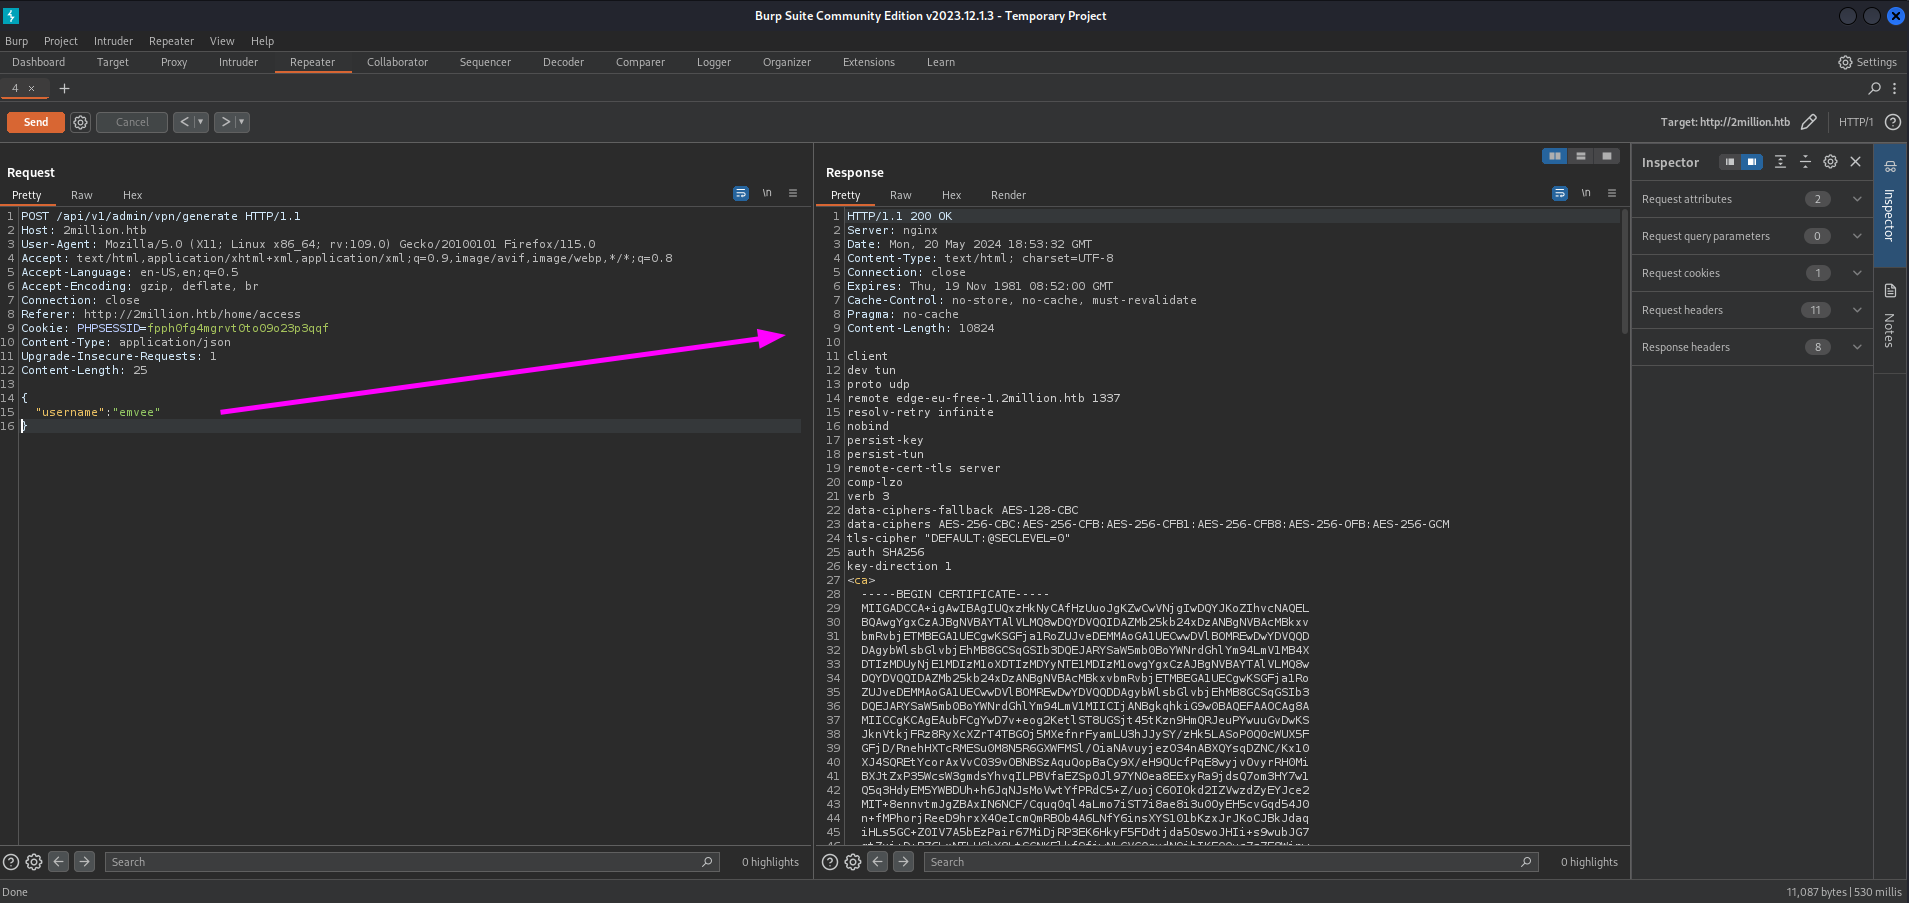 Burp Suite Community Edition v2023.12.1.3 - Temporary Project
Burp Project Intruder Repeater View Help
Dashboard Target Proxy Intruder Repeater Collaborator Sequencer Decoder Comparer Logger Organizer Extensions Learn Settings
4 × +
Send Cancel < > Target: http://2million.htb HTTP/1 ?
Request
Pretty Raw Hex \n
1 POST /api/v1/admin/vpn/generate HTTP/1.1
2 Host: 2million.htb
3 User-Agent: Mozilla/5.0 (X11; Linux x86_64; rv:109.0) Gecko/20100101 Firefox/115.0
4 Accept: text/html,application/xhtml+xml,application/xml;q=0.9,image/avif,image/webp,*/*;q=0.8
5 Accept-Language: en-US,en;q=0.5
6 Accept-Encoding: gzip, deflate, br
7 Connection: close
8 Referer: http://2million.htb/home/access
9 Cookie: PHPSESSID=fpph0fg4mgrvt0to09o23p3qqf
10 Content-Type: application/json
11 Upgrade-Insecure-Requests: 1
12 Content-Length: 25
13
14 {
15 "username":"emvee"
16 }
Search 0 highlights
Response
Pretty Raw Hex Render \n
1 HTTP/1.1 200 OK
2 Server: nginx
3 Date: Mon, 20 May 2024 18:53:32 GMT
4 Content-Type: text/html; charset=UTF-8
5 Connection: close
6 Expires: Thu, 19 Nov 1981 08:52:00 GMT
7 Cache-Control: no-store, no-cache, must-revalidate
8 Pragma: no-cache
9 Content-Length: 10824
10
11 client
12 dev tun
13 proto udp
14 remote edge-eu-free-1.2million.htb 1337
15 resolv-retry infinite
16 nobind
17 persist-key
18 persist-tun
19 remote-cert-tls server
20 comp-lzo
21 verb 3
22 data-ciphers-fallback AES-128-CBC
23 data-ciphers AES-256-CBC:AES-256-CFB:AES-256-CFB1:AES-256-CFB8:AES-256-OFB:AES-256-GCM
24 tls-cipher "DEFAULT:@SECLEVEL=0"
25 auth SHA256
26 key-direction 1
27 <ca>
28 -----BEGIN CERTIFICATE-----
29 MIIGADCCA+igAwIBAgIUQxzHkNyCAfHzUuoJgKZwCwVNjgIwDQYJKoZIhvcNAQEL
30 BQAwgYgxCzAJBgNVBAYTAlVLMQ8wDQYDVQQIDAZMb25kb24xDzANBgNVBAcMBkxv
31 bmRvbjETMBEGA1UECgwKSGFja1RoZUJveDEMMAoGA1UECwwDVlBOMREwDwYDVQQD
32 DAgybWlsbGlvbjEhMB8GCSqGSIb3DQEJARYSaW5mb0BoYWNrdGhlYm94LmV1MB4X
33 DTIzMDUyNjE1MDIzM1oXDTIzMDYyNTE1MDIzM1owgYgxCzAJBgNVBAYTAlVLMQ8w
34 DQYDVQQIDAZMb25kb24xDzANBgNVBAcMBkxvbmRvbjETMBEGA1UECgwKSGFja1Ro
35 ZUJveDEMMAoGA1UECwwDVlBOMREwDwYDVQQDDAgybWlsbGlvbjEhMB8GCSqGSIb3
36 DQEJARYSaW5mb0BoYWNrdGhlYm94LmV1MIICIjANBgkqhkiG9w0BAQEFAAOCAg8A
37 MIICCgKCAgEAubFCgYwD7v+eog2KetlST8UGSjt45tKzn9HmQRJeuPYwuuGvDwKS
38 JknVtkjFRz8RyXcXZrT4TBGOj5MXefnrFyamLU3hJJySY/zHk5LASoP0Q0cWUX5F
39 GFjD/RnehHXTcRMESu0M8N5R6GXWFMSl/OiaNAvuyjezO34nABXQYsqDZNC/Kx10
40 XJ4SQREtYcorAxVvC039vOBNBSzAquQopBaCy9X/eH9QUcfPqE8wyjvOvyrRH0Mi
41 BXJtZxP35WcsW3gmdsYhvqILPBVfaEZSp0Jl97YN0ea8EExyRa9jdsQ7om3HY7w1
42 Q5q3HdyEM5YWBDUh+h6JqNJsMoVwtYfPRdC5+Z/uojC6OIOkd2IZVwzdZyEYJce2
43 MIT+8ennvtmJgZBAxIN6NCF/Cquq0ql4aLmo7iST7i8ae8i3u0OyEH5cvGqd54J0
44 n+fMPhorjReeD9hrxX4OeIcmQmRBOb4A6LNfY6insXYS101bKzxJrJKoCJBkJdaq
45 iHLs5GC+Z0IV7A5bEzPair67MiDjRP3EK6HkyF5FDdtjda5OswoJHIi+s9wubJG7
Search 0 highlights
Inspector
Request attributes 2
Request query parameters 0
Request cookies 1
Request headers 11
Response headers 8
Inspector
Notes
Done 11,087 bytes | 530 millis